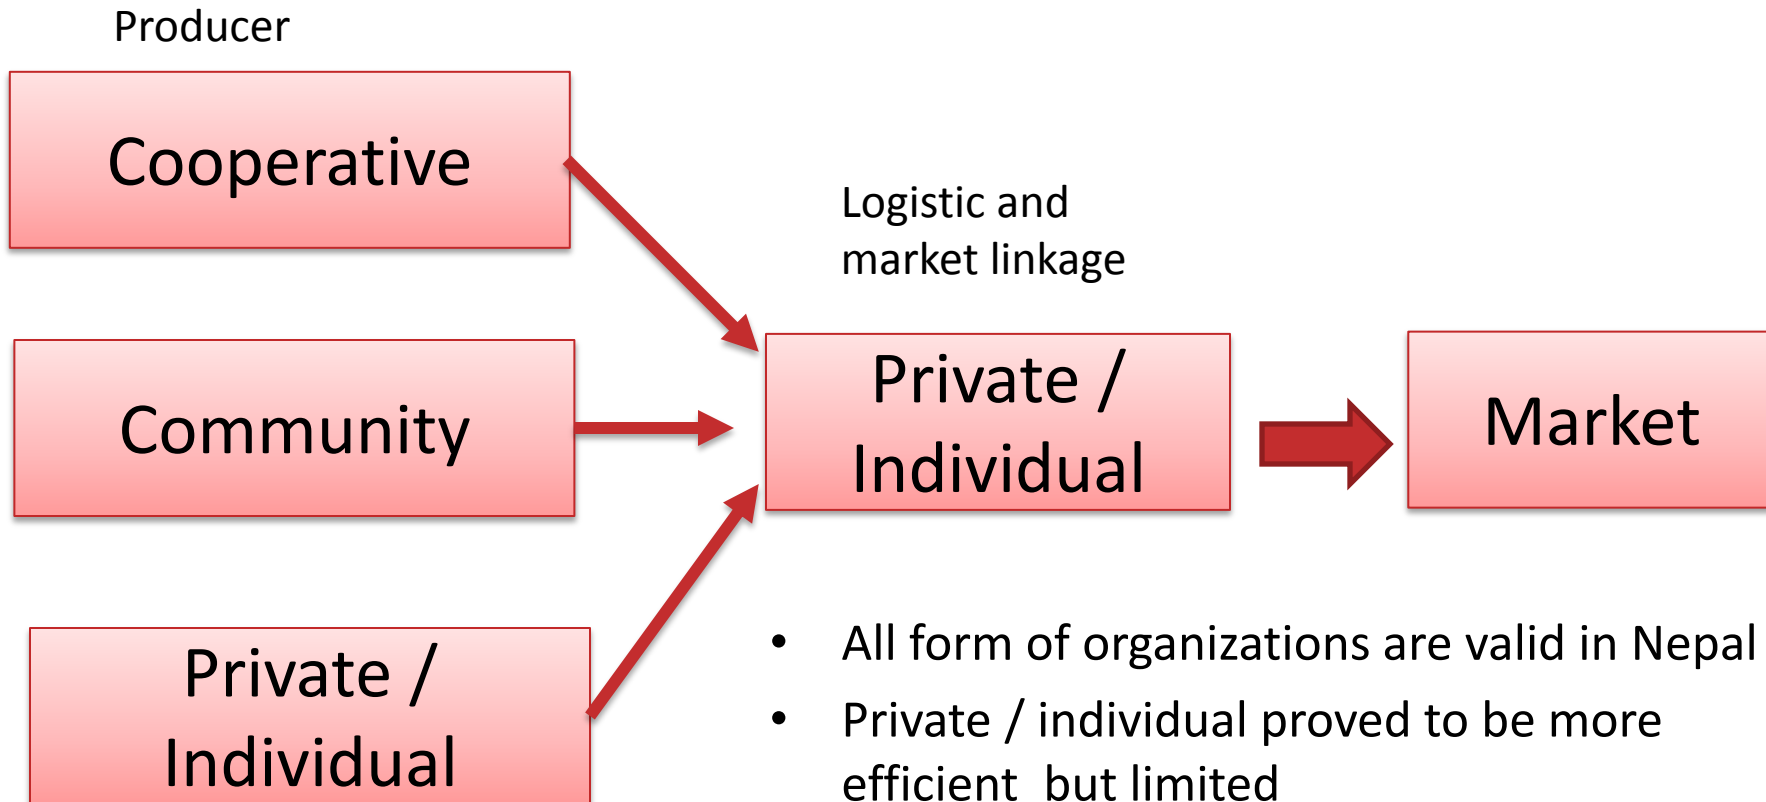 Producer
Cooperative
Logistic and
market linkage
Community
Private /
Individual
Market
Private /
Individual
• All form of organizations are valid in Nepal
• Private / individual proved to be more
efficient  but limited